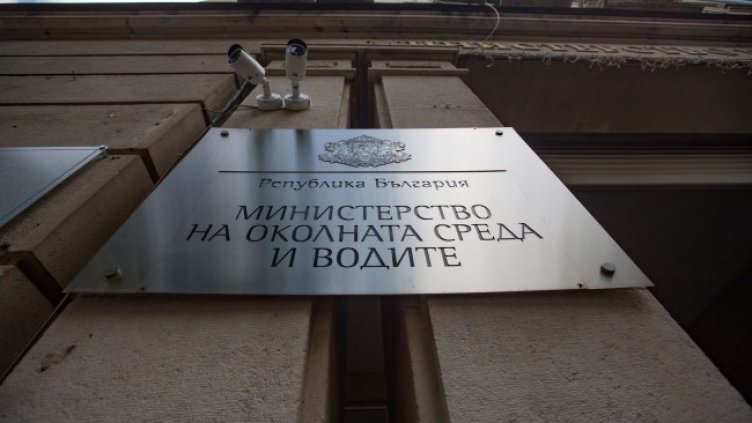 Република България
МИНИСТЕРСТВО
НА ОКОЛНАТА СРЕДА
И ВОДИТЕ